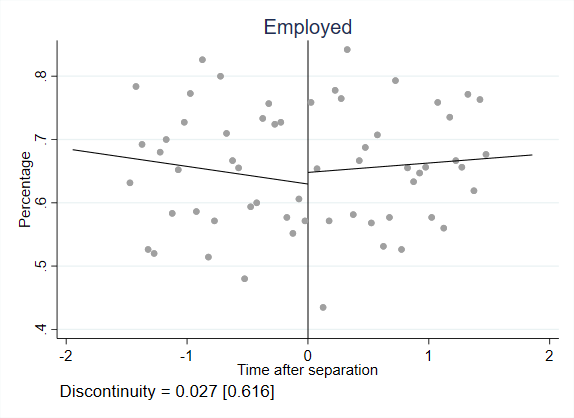 Employed
Percentage
.8
.7
.6
.5
.4
-2 -1 0 1 2
Time after separation
Discontinuity = 0.027 [0.616]